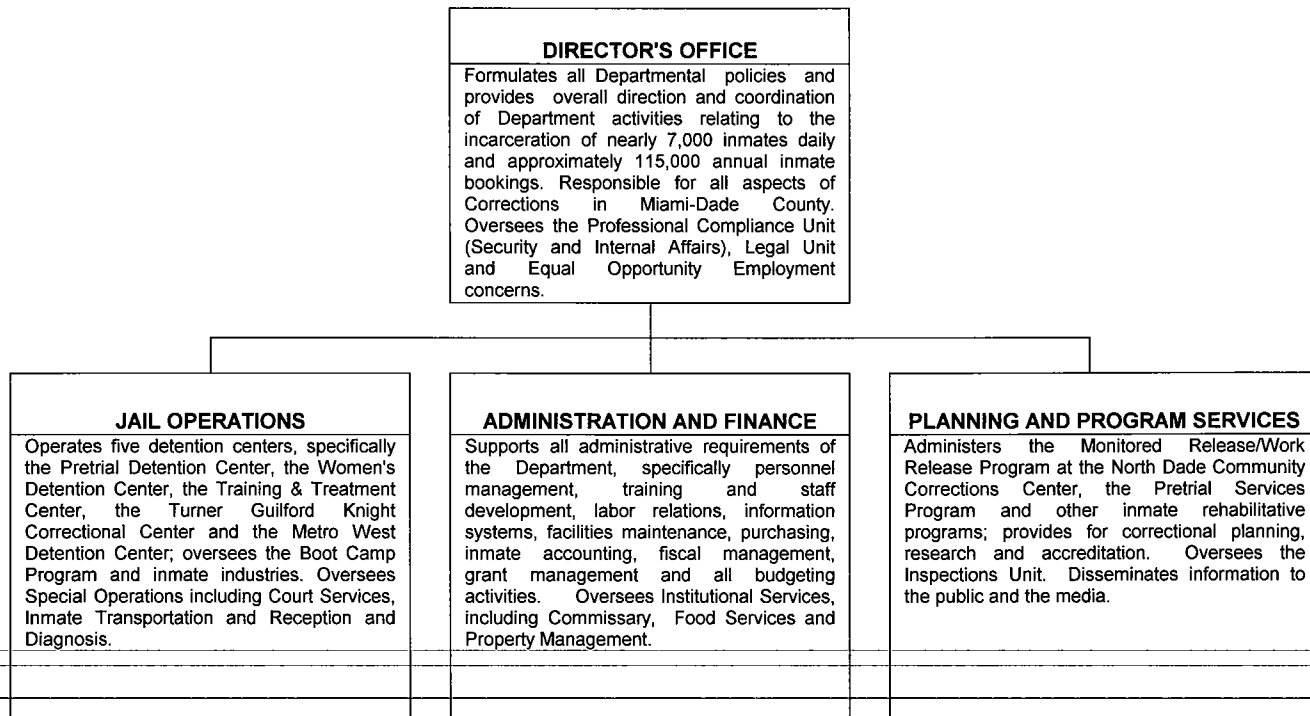 DIRECTOR'S OFFICE
Formulates all Departmental policies and
provides overall direction and coordination
of Department activities relating to the
incarceration of nearly 7,000 inmates daily
and approximately 115,000 annual inmate
bookings. Responsible for all aspects of
Corrections in Miami-Dade County.
Oversees the Professional Compliance Unit
(Security and Internal Affairs), Legal Unit
and Equal Opportunity Employment
concerns.
JAIL OPERATIONS
Operates five detention centers, specifically
the Pretrial Detention Center, the Women's
Detention Center, the Training & Treatment
Center, the Turner Guilford Knight
Correctional Center and the Metro West
Detention Center; oversees the Boot Camp
Program and inmate industries. Oversees
Special Operations including Court Services,
Inmate Transportation and Reception and
Diagnosis.
ADMINISTRATION AND FINANCE
Supports all administrative requirements of
the Department, specifically personnel
management, training and staff
development, labor relations, information
systems, facilities maintenance, purchasing,
inmate accounting, fiscal management,
grant management and all budgeting
activities. Oversees Institutional Services,
including Commissary, Food Services and
Property Management.
PLANNING AND PROGRAM SERVICES
Administers the Monitored Release/Work
Release Program at the North Dade Community
Corrections Center, the Pretrial Services
Program and other inmate rehabilitative
programs; provides for correctional planning,
research and accreditation. Oversees the
Inspections Unit. Disseminates information to
the public and the media.